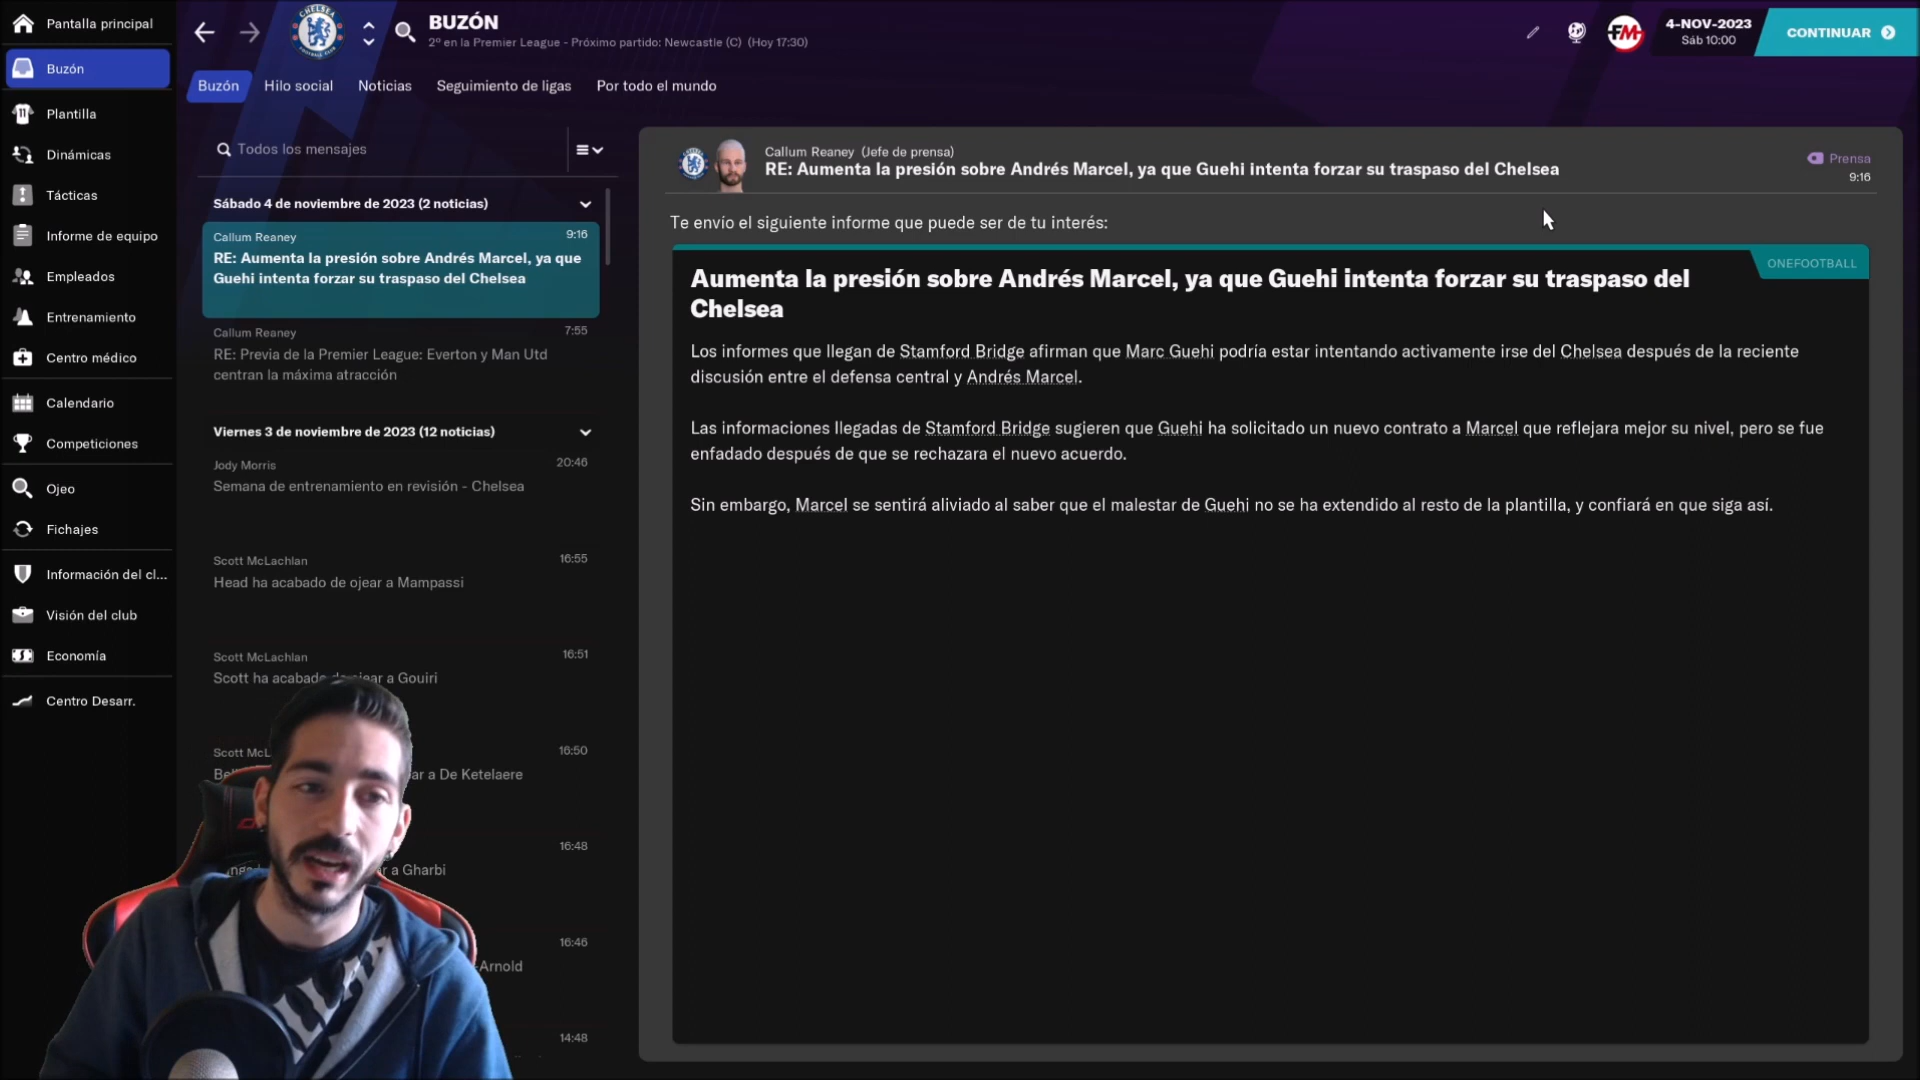 Pantalla principal
Buzón
Plantilla
Dinámicas
Tácticas
Informe de equipo
Empleados
Entrenamiento
Centro médico
Calendario
Competiciones
Ojeo
Fichajes
Información del cl...
Visión del club
Economía
Centro Desarr.
CHELSEA
BUZÓN
2º en la Premier League - Próximo partido: Newcastle (C) (Hoy 17:30)
FM
4-NOV-2023
Sáb 10:00
CONTINUAR
Buzón
Hilo social
Noticias
Seguimiento de ligas
Por todo el mundo
Todos los mensajes
Sábado 4 de noviembre de 2023 (2 noticias)
Callum Reaney 9:16
RE: Aumenta la presión sobre Andrés Marcel, ya que
Guehi intenta forzar su traspaso del Chelsea
Callum Reaney 7:55
RE: Previa de la Premier League: Everton y Man Utd
centran la máxima atracción
Viernes 3 de noviembre de 2023 (12 noticias)
Jody Morris 20:46
Semana de entrenamiento en revisión - Chelsea
Scott McLachlan 16:55
Head ha acabado de ojear a Mampassi
Scott McLachlan 16:51
Scott ha acabado de ojear a Gouiri
Scott McL 16:50
ar a De Ketelaere
16:48
r a Gharbi
16:46
-Arnold
14:48
Callum Reaney (Jefe de prensa)
RE: Aumenta la presión sobre Andrés Marcel, ya que Guehi intenta forzar su traspaso del Chelsea
Prensa
9:16
Te envío el siguiente informe que puede ser de tu interés:
ONEFOOTBALL
Aumenta la presión sobre Andrés Marcel, ya que Guehi intenta forzar su traspaso del
Chelsea
Los informes que llegan de Stamford Bridge afirman que Marc Guehi podría estar intentando activamente irse del Chelsea después de la reciente
discusión entre el defensa central y Andrés Marcel.
Las informaciones llegadas de Stamford Bridge sugieren que Guehi ha solicitado un nuevo contrato a Marcel que reflejara mejor su nivel, pero se fue
enfadado después de que se rechazara el nuevo acuerdo.
Sin embargo, Marcel se sentirá aliviado al saber que el malestar de Guehi no se ha extendido al resto de la plantilla, y confiará en que siga así.